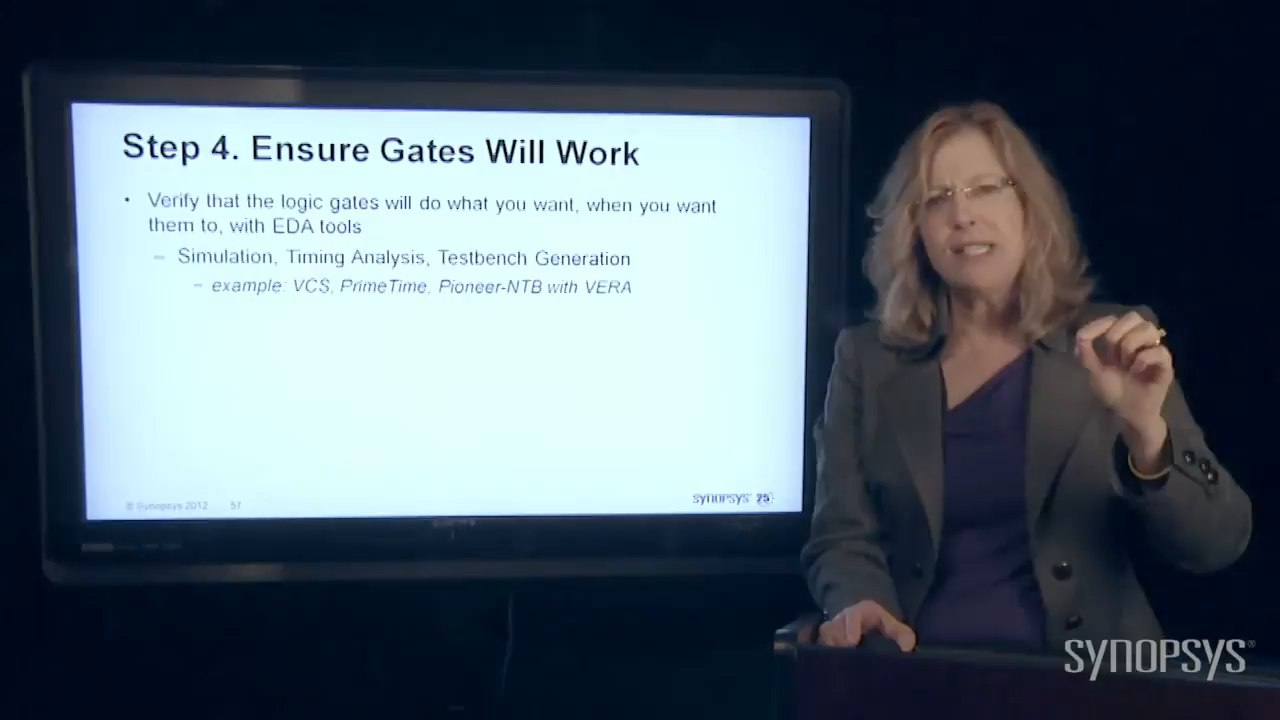 Step 4. Ensure Gates Will Work
• Verify that the logic gates will do what you want, when you want
them to, with EDA tools
– Simulation, Timing Analysis, Testbench Generation
– example: VCS, PrimeTime, Pioneer-NTB with VERA
© Synopsys 2012 57
SYNOPSYS 25
SYNOPSYS®